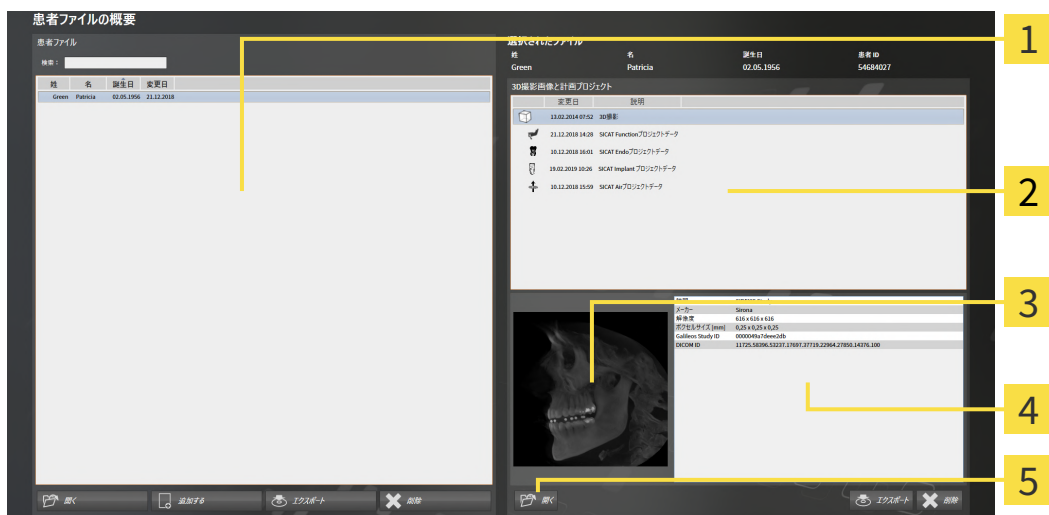 患者ファイルの概要
患者ファイル
検索：
姓 名 誕生日 変更日
Green Patricia 02.05.1956 21.12.2018
開く 追加する エクスポート 削除
選択されたファイル
姓 名 誕生日 患者 ID
Green Patricia 02.05.1956 54684027
3D撮影画像と計画プロジェクト
変更日 説明
13.02.2014 07:52 3D撮影
21.12.2018 14:28 SICAT Functionプロジェクトデータ
10.12.2018 16:01 SICAT Endoプロジェクトデータ
19.02.2019 10:26 SICAT Implant プロジェクトデータ
10.12.2018 15:59 SICAT Airプロジェクトデータ
メーカー Sirona
解像度 616 x 616 x 616
ボクセルサイズ [mm] 0,25 x 0,25 x 0,25
Galileos Study ID 0000049a7deee2db
DICOM ID 11725.58396.53237.17697.37719.22964.27850.14376.100
開く エクスポート 削除
1
2
3
4
5